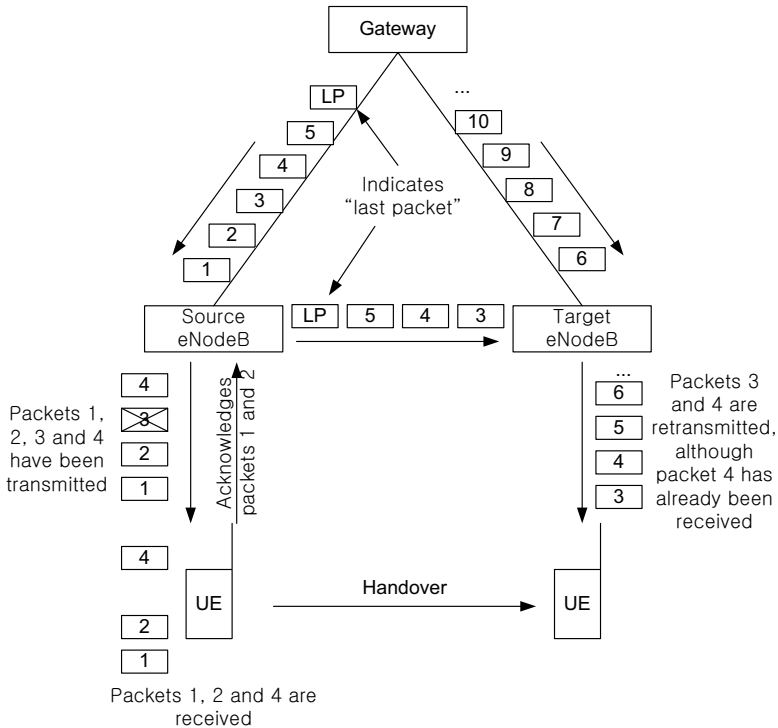 Gateway
LP
5
4
3
2
1
...
10
9
8
7
6
Indicates
“last packet”
Source
eNodeB
LP
5
4
3
Target
eNodeB
Packets 1,
2, 3 and 4
have been
transmitted
4
3
2
1
Acknowledges
packets 1 and 2
...
6
5
4
3
Packets 3
and 4 are
retransmitted,
although
packet 4 has
already been
received
4
2
1
UE
Handover
UE
Packets 1, 2 and 4 are
received